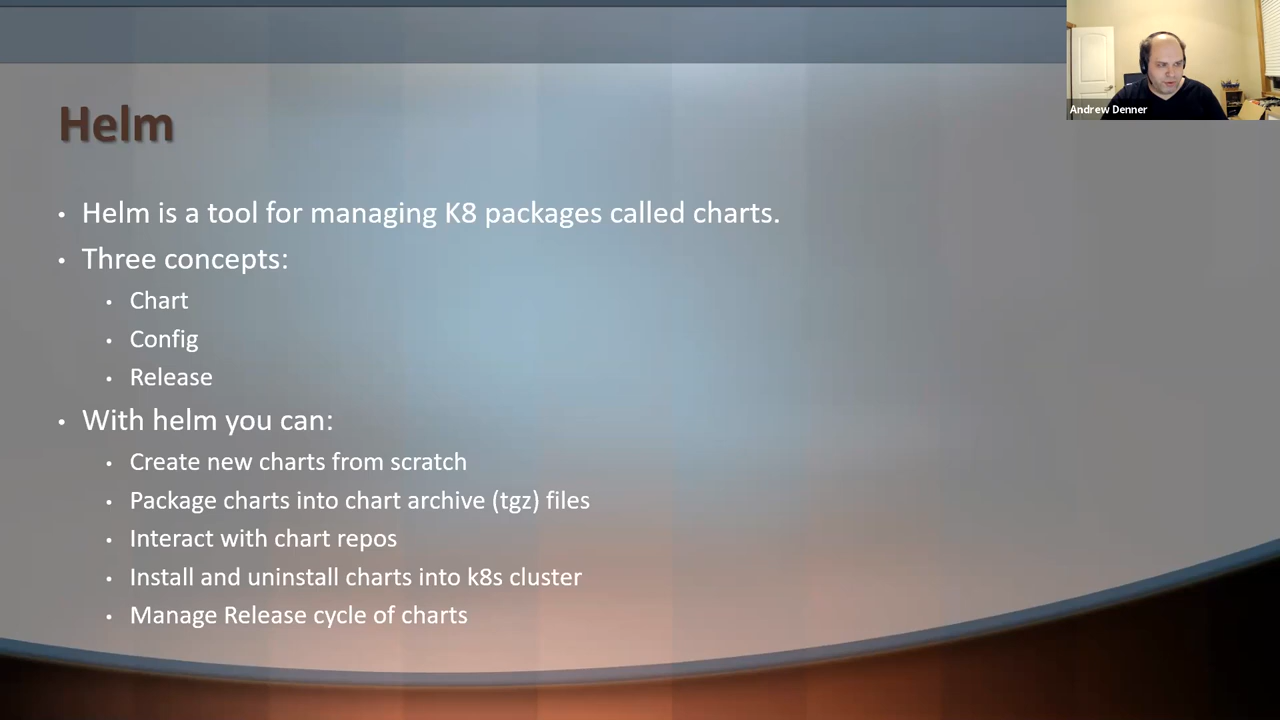 Helm
• Helm is a tool for managing K8 packages called charts.
• Three concepts:
• Chart
• Config
• Release
• With helm you can:
• Create new charts from scratch
• Package charts into chart archive (tgz) files
• Interact with chart repos
• Install and uninstall charts into k8s cluster
• Manage Release cycle of charts
Andrew Denner